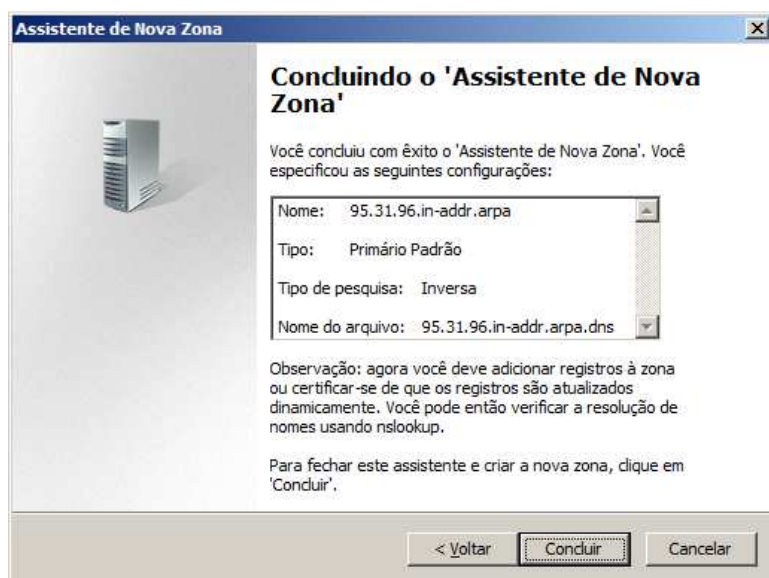 Assistente de Nova Zona
Concluindo o 'Assistente de Nova
Zona'
Você concluiu com êxito o 'Assistente de Nova Zona'. Você
especificou as seguintes configurações:
Nome: 95.31.96.in-addr.arpa
Tipo: Primário Padrão
Tipo de pesquisa: Inversa
Nome do arquivo: 95.31.96.in-addr.arpa.dns
Observação: agora você deve adicionar registros à zona
ou certificar-se de que os registros são atualizados
dinamicamente. Você pode então verificar a resolução de
nomes usando nslookup.
Para fechar este assistente e criar a nova zona, clique em
'Concluir'.
< Voltar Concluir Cancelar